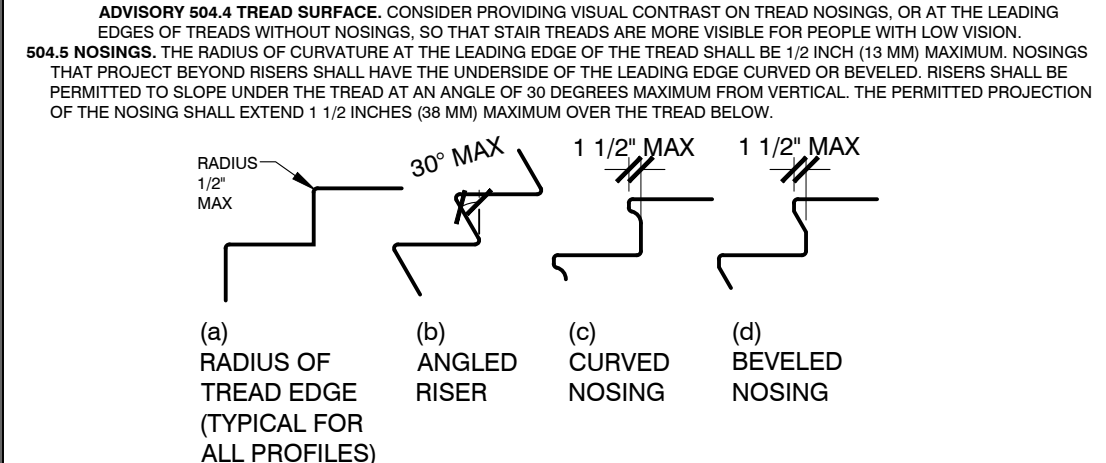 ADVISORY 504.4 TREAD SURFACE. CONSIDER PROVIDING VISUAL CONTRAST ON TREAD NOSINGS, OR AT THE LEADING
EDGES OF TREADS WITHOUT NOSINGS, SO THAT STAIR TREADS ARE MORE VISIBLE FOR PEOPLE WITH LOW VISION.
504.5 NOSINGS. THE RADIUS OF CURVATURE AT THE LEADING EDGE OF THE TREAD SHALL BE 1/2 INCH (13 MM) MAXIMUM. NOSINGS
THAT PROJECT BEYOND RISERS SHALL HAVE THE UNDERSIDE OF THE LEADING EDGE CURVED OR BEVELED. RISERS SHALL BE
PERMITTED TO SLOPE UNDER THE TREAD AT AN ANGLE OF 30 DEGREES MAXIMUM FROM VERTICAL. THE PERMITTED PROJECTION
OF THE NOSING SHALL EXTEND 1 1/2 INCHES (38 MM) MAXIMUM OVER THE TREAD BELOW.
RADIUS
1/2"
MAX
30° MAX
1 1/2" MAX
1 1/2" MAX
(a)
RADIUS OF
TREAD EDGE
(TYPICAL FOR
ALL PROFILES)
(b)
ANGLED
RISER
(c)
CURVED
NOSING
(d)
BEVELED
NOSING